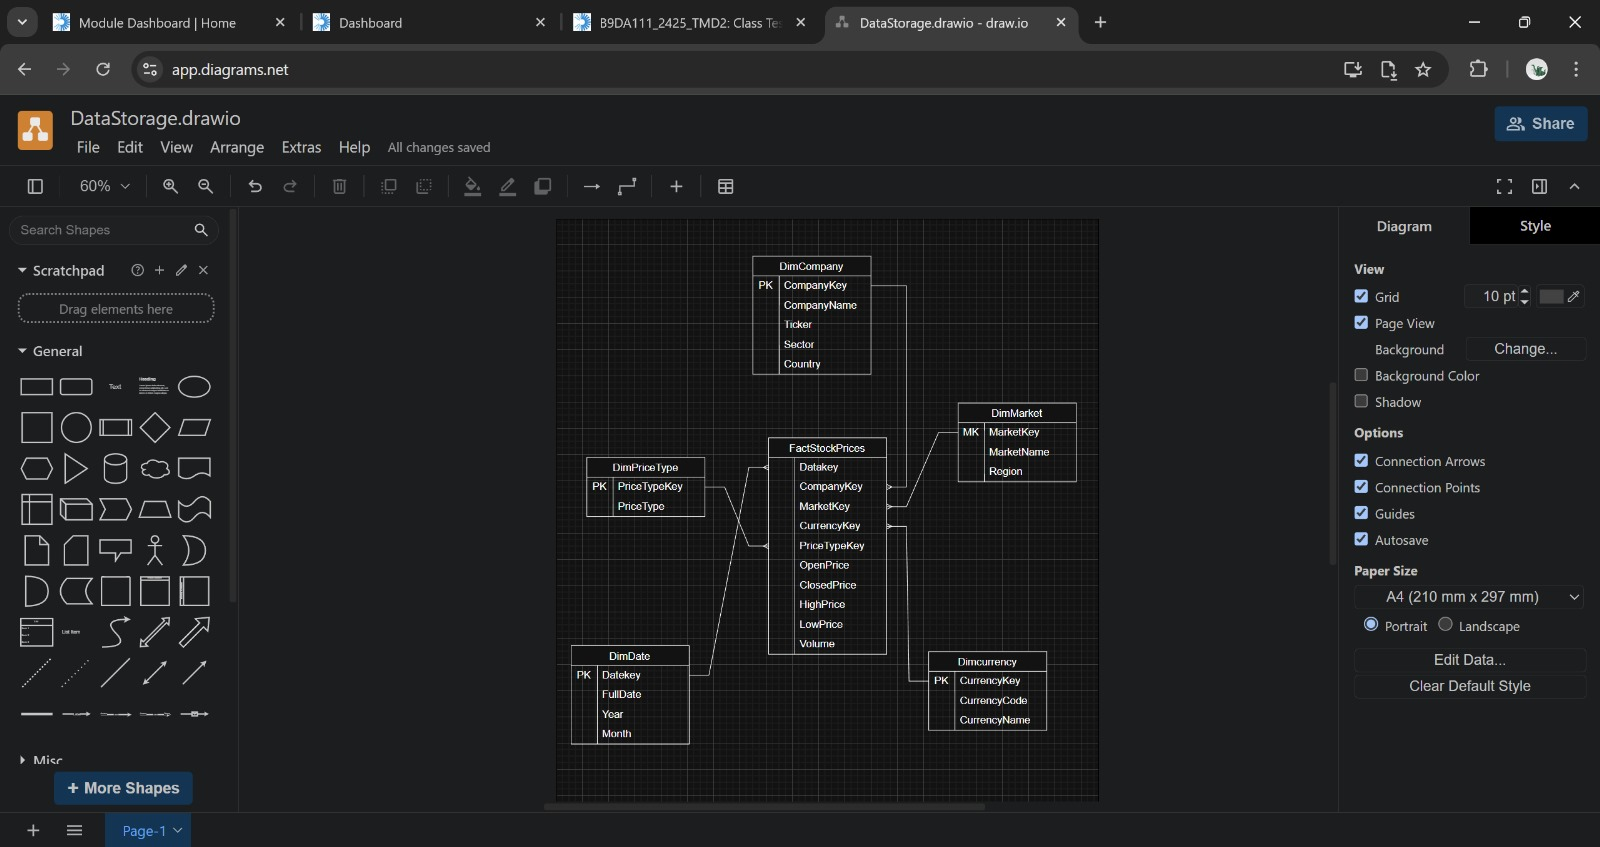 Module Dashboard | Home
Dashboard
B9DA111_2425_TMD2: Class Te
DataStorage.drawio - draw.io
app.diagrams.net
DataStorage.drawio
File Edit View Arrange Extras Help All changes saved
Share
60%
Search Shapes
Scratchpad
Drag elements here
General
Text
Heading
List Item
Misc
+ More Shapes
Page-1
DimCompany
PK CompanyKey
CompanyName
Ticker
Sector
Country
DimMarket
MK MarketKey
MarketName
Region
FactStockPrices
Datakey
CompanyKey
MarketKey
CurrencyKey
PriceTypeKey
OpenPrice
ClosedPrice
HighPrice
LowPrice
Volume
DimPriceType
PK PriceTypeKey
PriceType
DimDate
PK Datekey
FullDate
Year
Month
Dimcurrency
PK CurrencyKey
CurrencyCode
CurrencyName
Diagram Style
View
Grid 10 pt
Page View
Background Change...
Background Color
Shadow
Options
Connection Arrows
Connection Points
Guides
Autosave
Paper Size
A4 (210 mm x 297 mm)
Portrait Landscape
Edit Data...
Clear Default Style